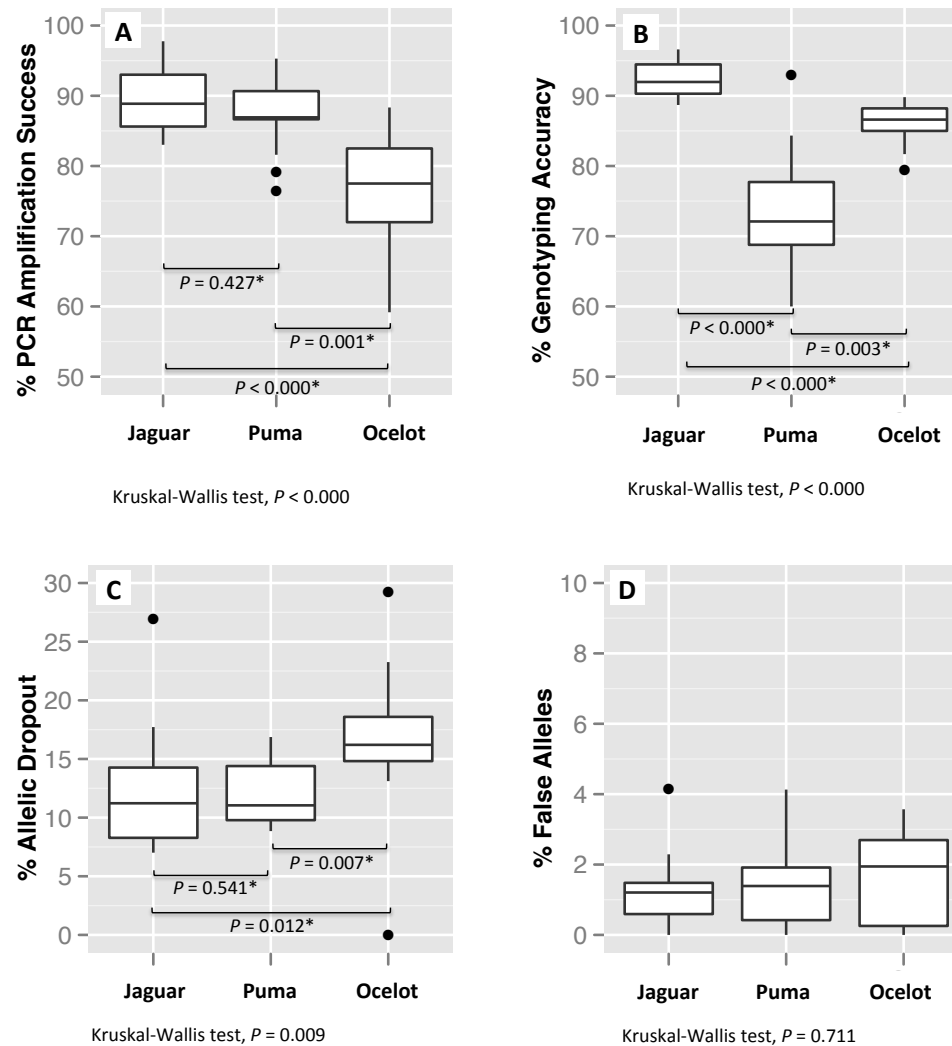 A
% PCR Amplification Success
100
90
80
70
60
50
P = 0.427*
P = 0.001*
P < 0.000*
Jaguar Puma Ocelot
Kruskal-Wallis test, P < 0.000
B
% Genotyping Accuracy
100
90
80
70
60
50
P < 0.000*
P = 0.003*
P < 0.000*
Jaguar Puma Ocelot
Kruskal-Wallis test, P < 0.000
C
% Allelic Dropout
30
25
20
15
10
5
0
P = 0.007*
P = 0.541*
P = 0.012*
Jaguar Puma Ocelot
Kruskal-Wallis test, P = 0.009
D
% False Alleles
10
8
6
4
2
0
Jaguar Puma Ocelot
Kruskal-Wallis test, P = 0.711